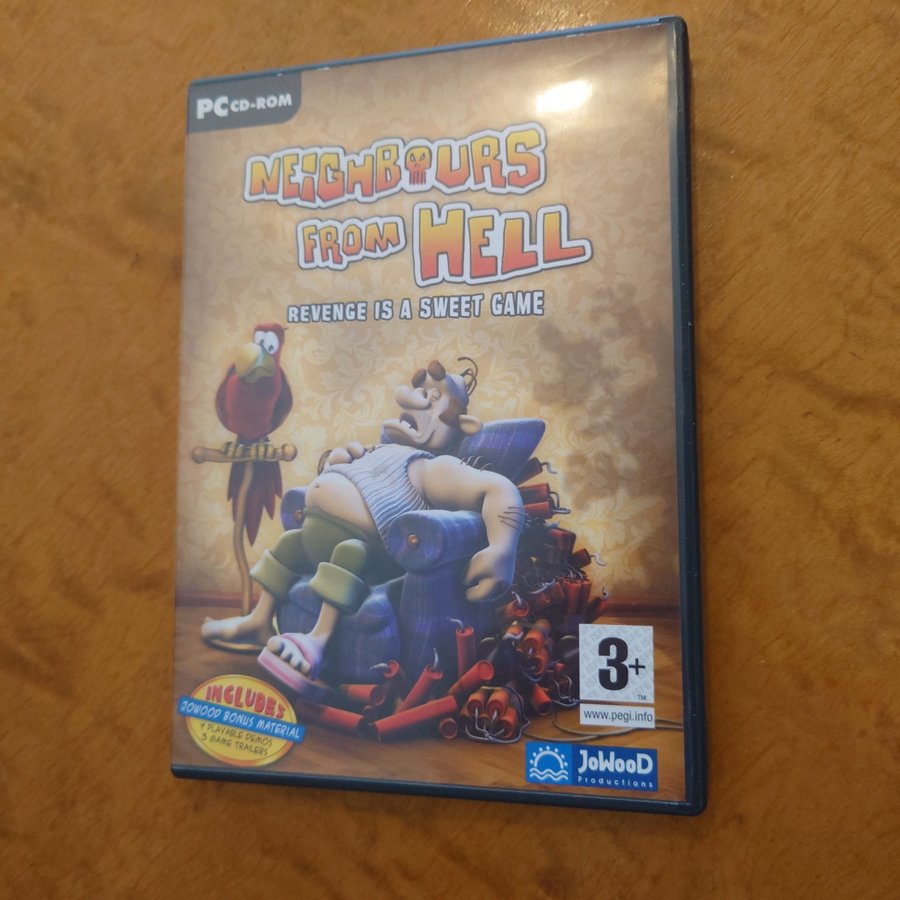 PC CD-ROM
NEIGHBOURS
FROM HELL
REVENGE IS A SWEET GAME
INCLUDES
JOWOOD BONUS MATERIAL
4 PLAYABLE DEMOS
3 GAME TRAILERS
3+
TM
www.pegi.info
JoWooD
Productions